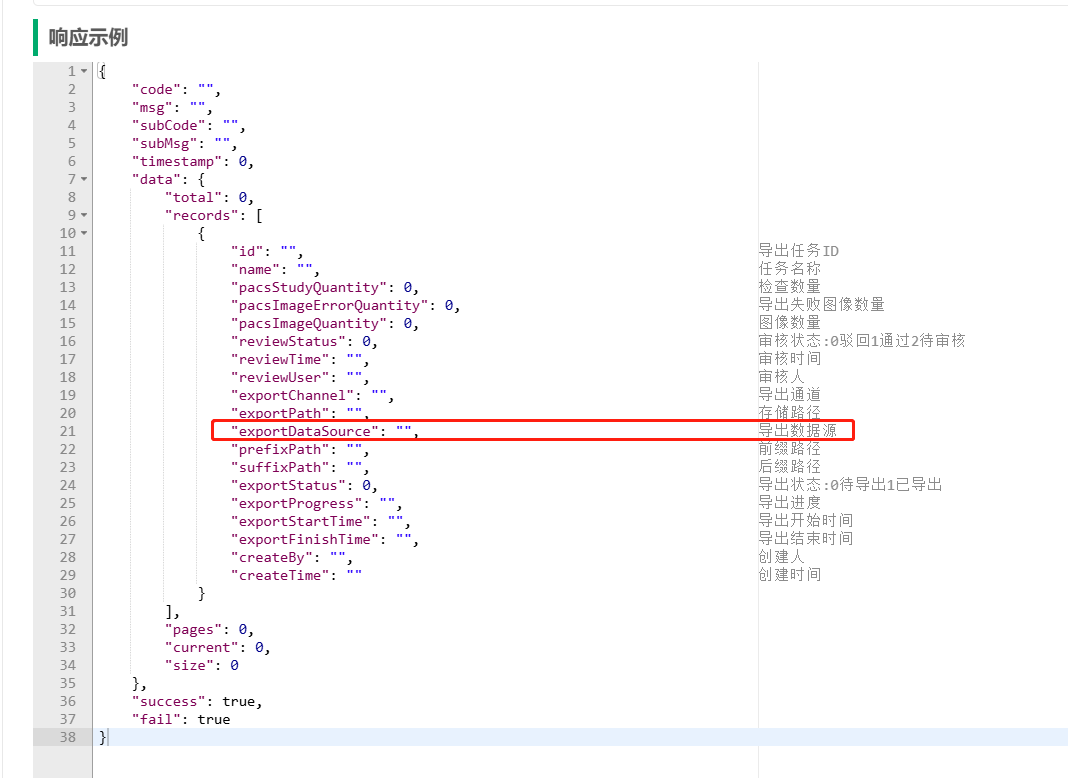 响应示例
1 {
2 "code": "",
3 "msg": "",
4 "subCode": "",
5 "subMsg": "",
6 "timestamp": 0,
7 "data": {
8 "total": 0,
9 "records": [
10 {
11 "id": "", 导出任务ID
12 "name": "", 任务名称
13 "pacsStudyQuantity": 0, 检查数量
14 "pacsImageErrorQuantity": 0, 导出失败图像数量
15 "pacsImageQuantity": 0, 图像数量
16 "reviewStatus": 0, 审核状态:0驳回1通过2待审核
17 "reviewTime": "", 审核时间
18 "reviewUser": "", 审核人
19 "exportChannel": "", 导出通道
20 "exportPath": "", 存储路径
21 "exportDataSource": "", 导出数据源
22 "prefixPath": "", 前缀路径
23 "suffixPath": "", 后缀路径
24 "exportStatus": 0, 导出状态:0待导出1已导出
25 "exportProgress": "", 导出进度
26 "exportStartTime": "", 导出开始时间
27 "exportFinishTime": "", 导出结束时间
28 "createBy": "", 创建人
29 "createTime": "" 创建时间
30 }
31 ],
32 "pages": 0,
33 "current": 0,
34 "size": 0
35 },
36 "success": true,
37 "fail": true
38 }